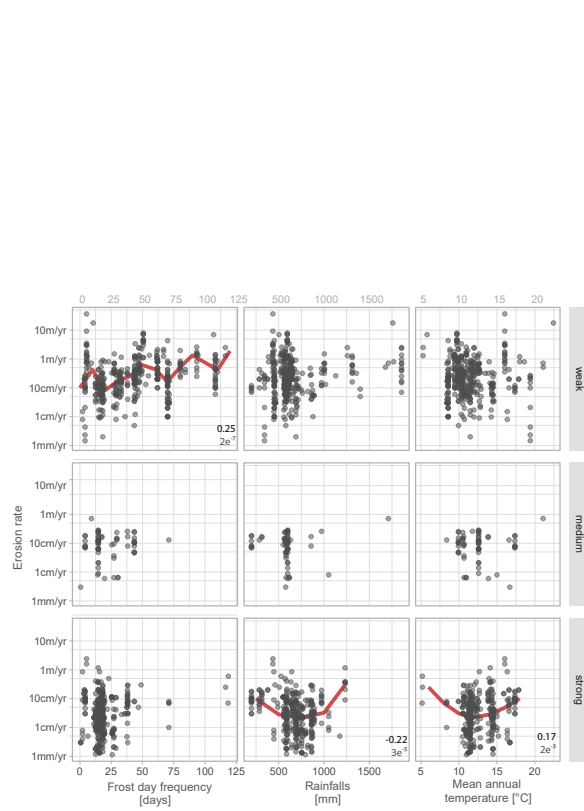 0 25 50 75 100 125 500 1000 1500 5 10 15 20
10m/yr
1m/yr
10cm/yr
1cm/yr
1mm/yr
0.25
2e⁻⁷
weak
10m/yr
1m/yr
10cm/yr
1cm/yr
1mm/yr
medium
Erosion rate
10m/yr
1m/yr
10cm/yr
1cm/yr
1mm/yr
-0.22
3e⁻⁵
0.17
2e⁻³
strong
0 25 50 75 100 125 500 1000 1500 5 10 15 20
Frost day frequency
[days]
Rainfalls
[mm]
Mean annual
temperature [°C]